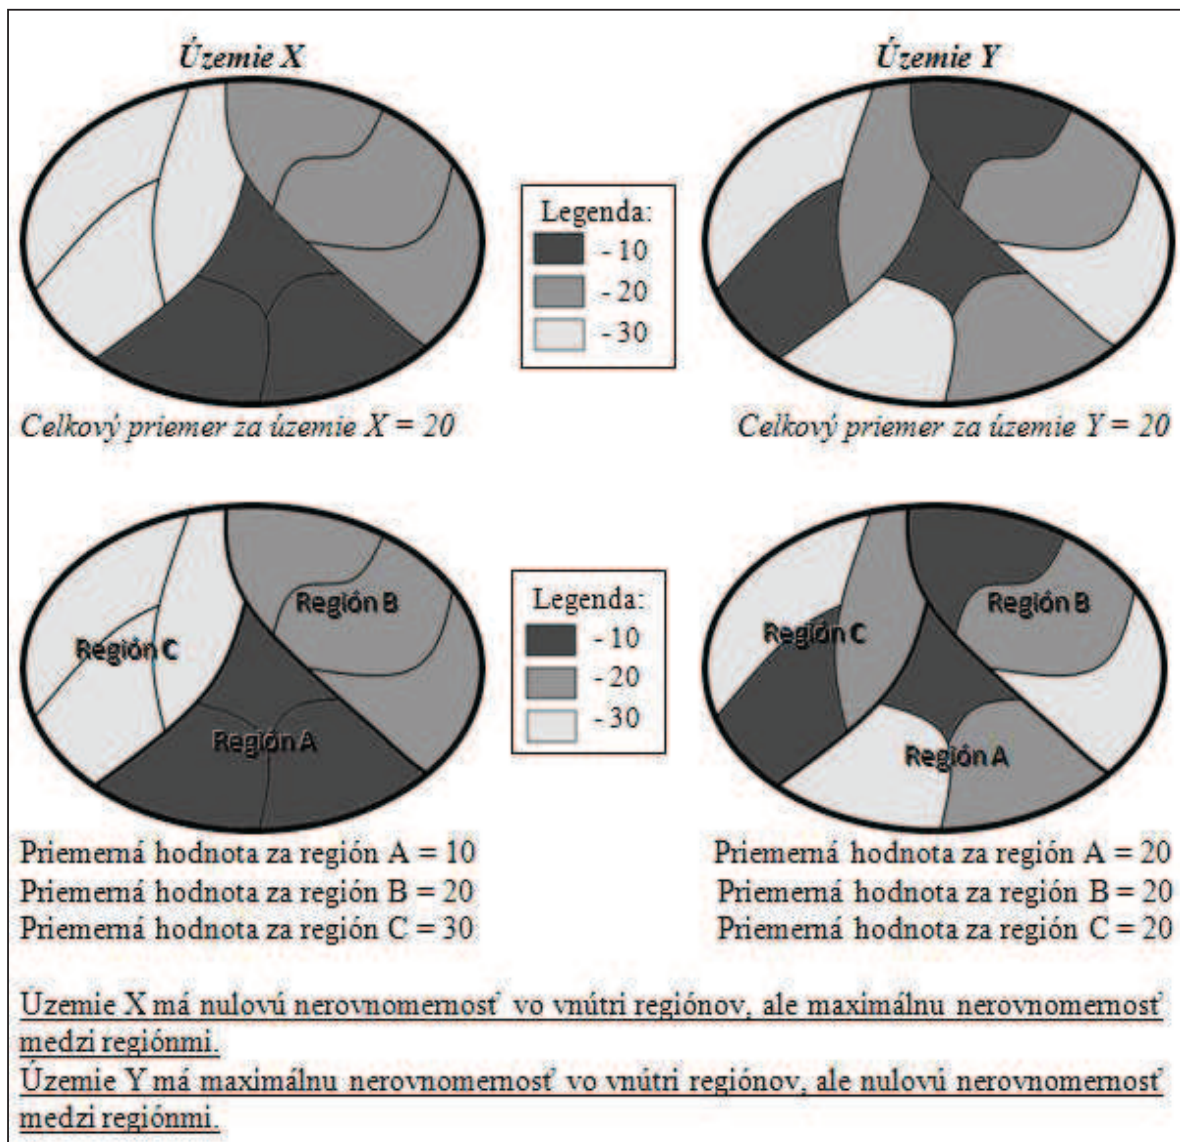 Územie X
Územie Y
Legenda:
- 10
- 20
- 30
Celkový priemer za územie X = 20
Celkový priemer za územie Y = 20
Región B
Región C
Región A
Legenda:
- 10
- 20
- 30
Región B
Región C
Región A
Priemerná hodnota za región A = 10
Priemerná hodnota za región B = 20
Priemerná hodnota za región C = 30
Priemerná hodnota za región A = 20
Priemerná hodnota za región B = 20
Priemerná hodnota za región C = 20
Územie X má nulovú nerovnomernosť vo vnútri regiónov, ale maximálnu nerovnomernosť
medzi regiónmi.
Územie Y má maximálnu nerovnomernosť vo vnútri regiónov, ale nulovú nerovnomernosť
medzi regiónmi.